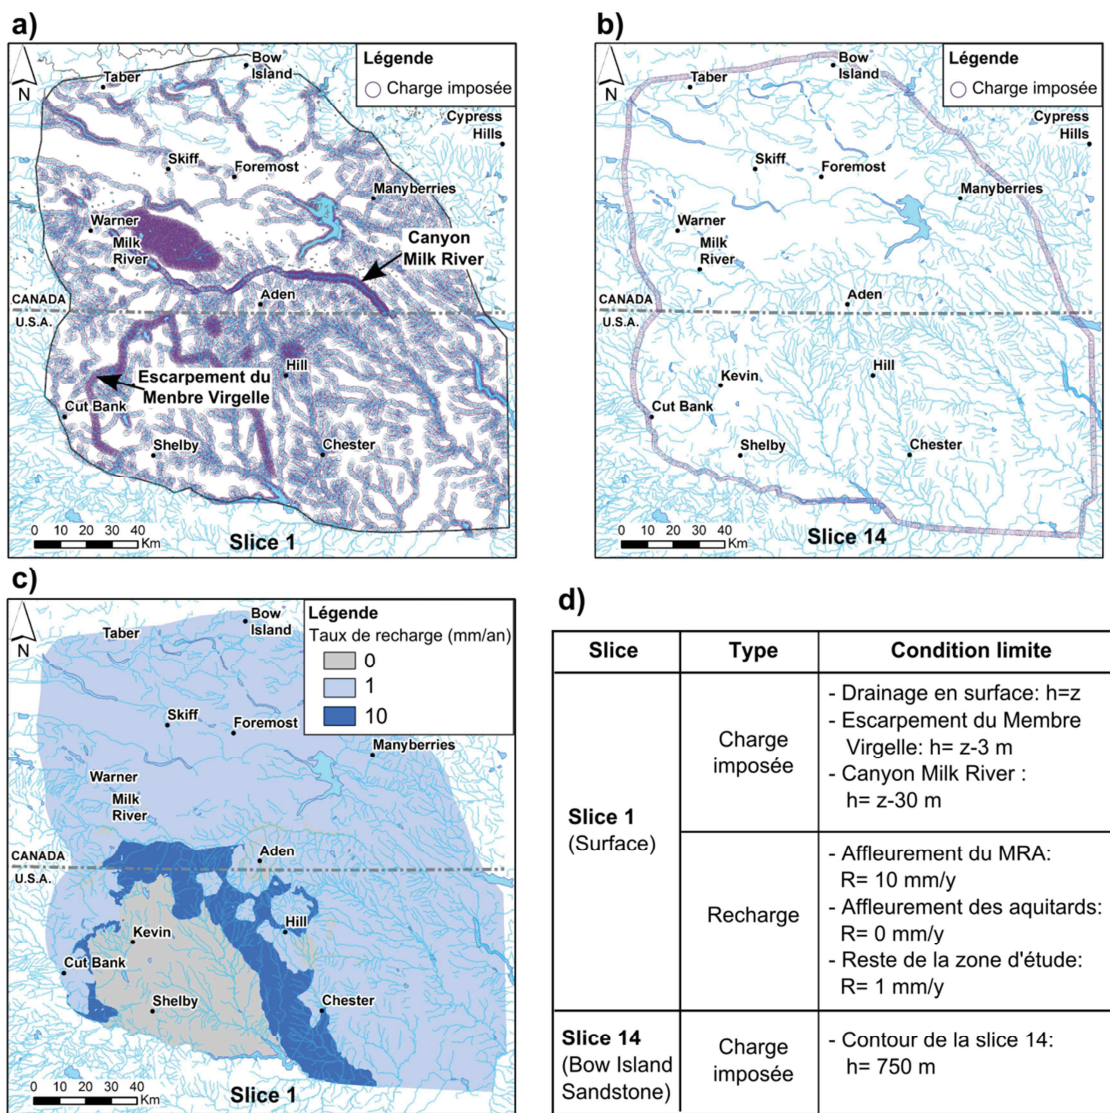 a)
N
Taber
Bow
Island
Légende
Charge imposée
Cypress
Hills
Skiff
Foremost
Manyberries
Warner
Milk
River
Canyon
Milk River
Aden
CANADA
U.S.A.
Hill
Escarpement du
Menbre Virgelle
Cut Bank
Shelby
Chester
0 10 20 30 40
Km
Slice 1
b)
N
Taber
Bow
Island
Légende
Charge imposée
Cypress
Hills
Skiff
Foremost
Manyberries
Warner
Milk
River
Aden
CANADA
U.S.A.
Hill
Kevin
Cut Bank
Shelby
Chester
0 10 20 30 40
Km
Slice 14
c)
N
Taber
Bow
Island
Légende
Taux de recharge (mm/an)
0
1
10
Skiff
Foremost
Manyberries
Warner
Milk
River
Aden
CANADA
U.S.A.
Hill
Kevin
Cut Bank
Shelby
Chester
0 10 20 30 40
Km
Slice 1
d)
Slice Type Condition limite
Slice 1
(Surface)
Charge
imposée
- Drainage en surface: h=z
- Escarpement du Membre
Virgelle: h= z-3 m
- Canyon Milk River :
h= z-30 m
Recharge
- Affleurement du MRA:
R= 10 mm/y
- Affleurement des aquitards:
R= 0 mm/y
- Reste de la zone d'étude:
R= 1 mm/y
Slice 14
(Bow Island
Sandstone)
Charge
imposée
- Contour de la slice 14:
h= 750 m